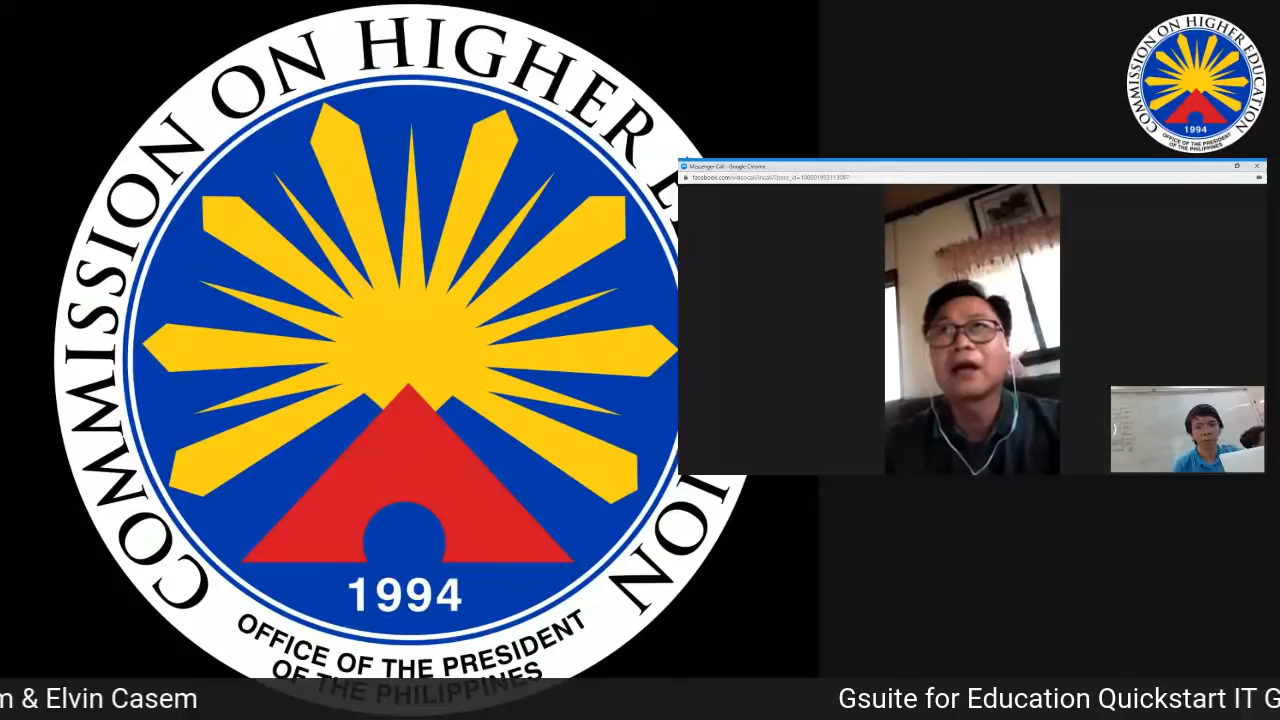 COMMISSION ON HIGHER E
ION
1994
OFFICE OF THE PRESIDENT
OF THE PHILIPPINES
COMMISSION ON HIGHER EDUCATION
1994
OFFICE OF THE PRESIDENT
OF THE PHILIPPINES
Messenger Call - Google Chrome
m & Elvin Casem
Gsuite for Education Quickstart IT G